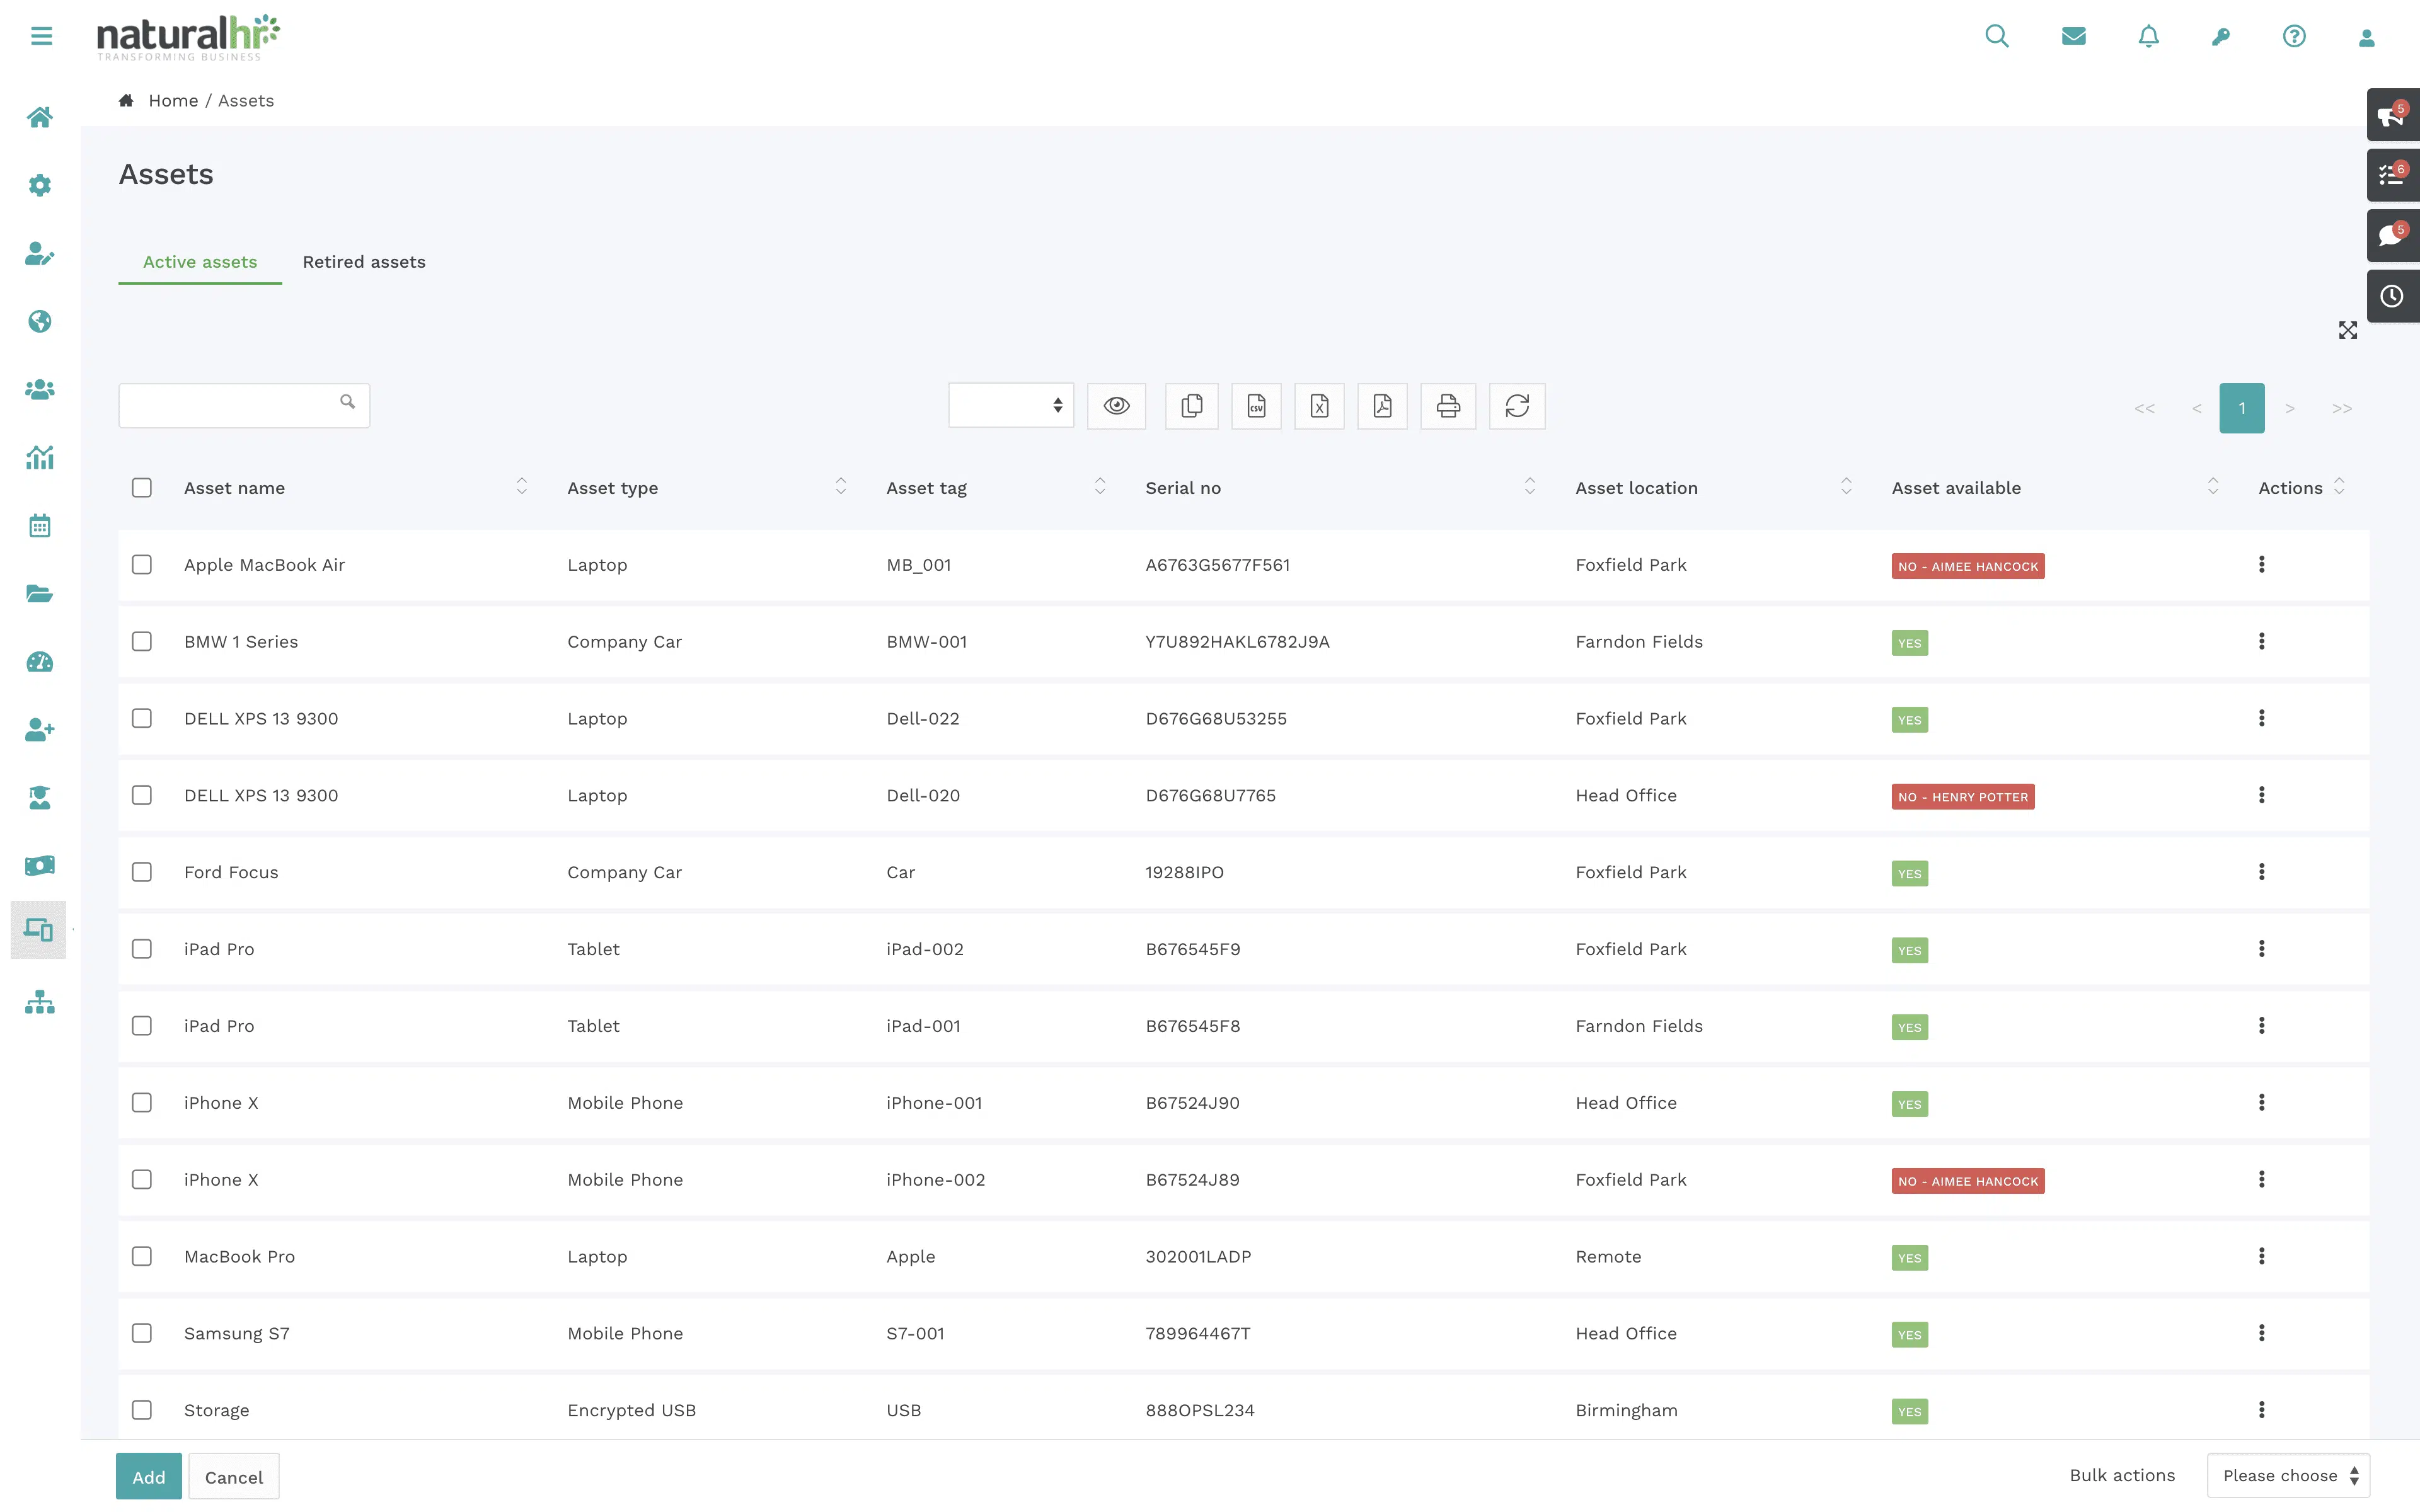 naturalhr
TRANSFORMING BUSINESS
Home / Assets
5
6
5
Assets
Active assets Retired assets
CSV
X
<< < 1 > >>
Asset name Asset type Asset tag Serial no Asset location Asset available Actions
Apple MacBook Air Laptop MB_001 A6763G5677F561 Foxfield Park NO - AIMEE HANCOCK
BMW 1 Series Company Car BMW-001 Y7U892HAKL6782J9A Farndon Fields YES
DELL XPS 13 9300 Laptop Dell-022 D676G68U53255 Foxfield Park YES
DELL XPS 13 9300 Laptop Dell-020 D676G68U7765 Head Office NO - HENRY POTTER
Ford Focus Company Car Car 19288IPO Foxfield Park YES
iPad Pro Tablet iPad-002 B676545F9 Foxfield Park YES
iPad Pro Tablet iPad-001 B676545F8 Farndon Fields YES
iPhone X Mobile Phone iPhone-001 B67524J90 Head Office YES
iPhone X Mobile Phone iPhone-002 B67524J89 Foxfield Park NO - AIMEE HANCOCK
MacBook Pro Laptop Apple 302001LADP Remote YES
Samsung S7 Mobile Phone S7-001 789964467T Head Office YES
Storage Encrypted USB USB 888OPSL234 Birmingham YES
Add Cancel Bulk actions Please choose